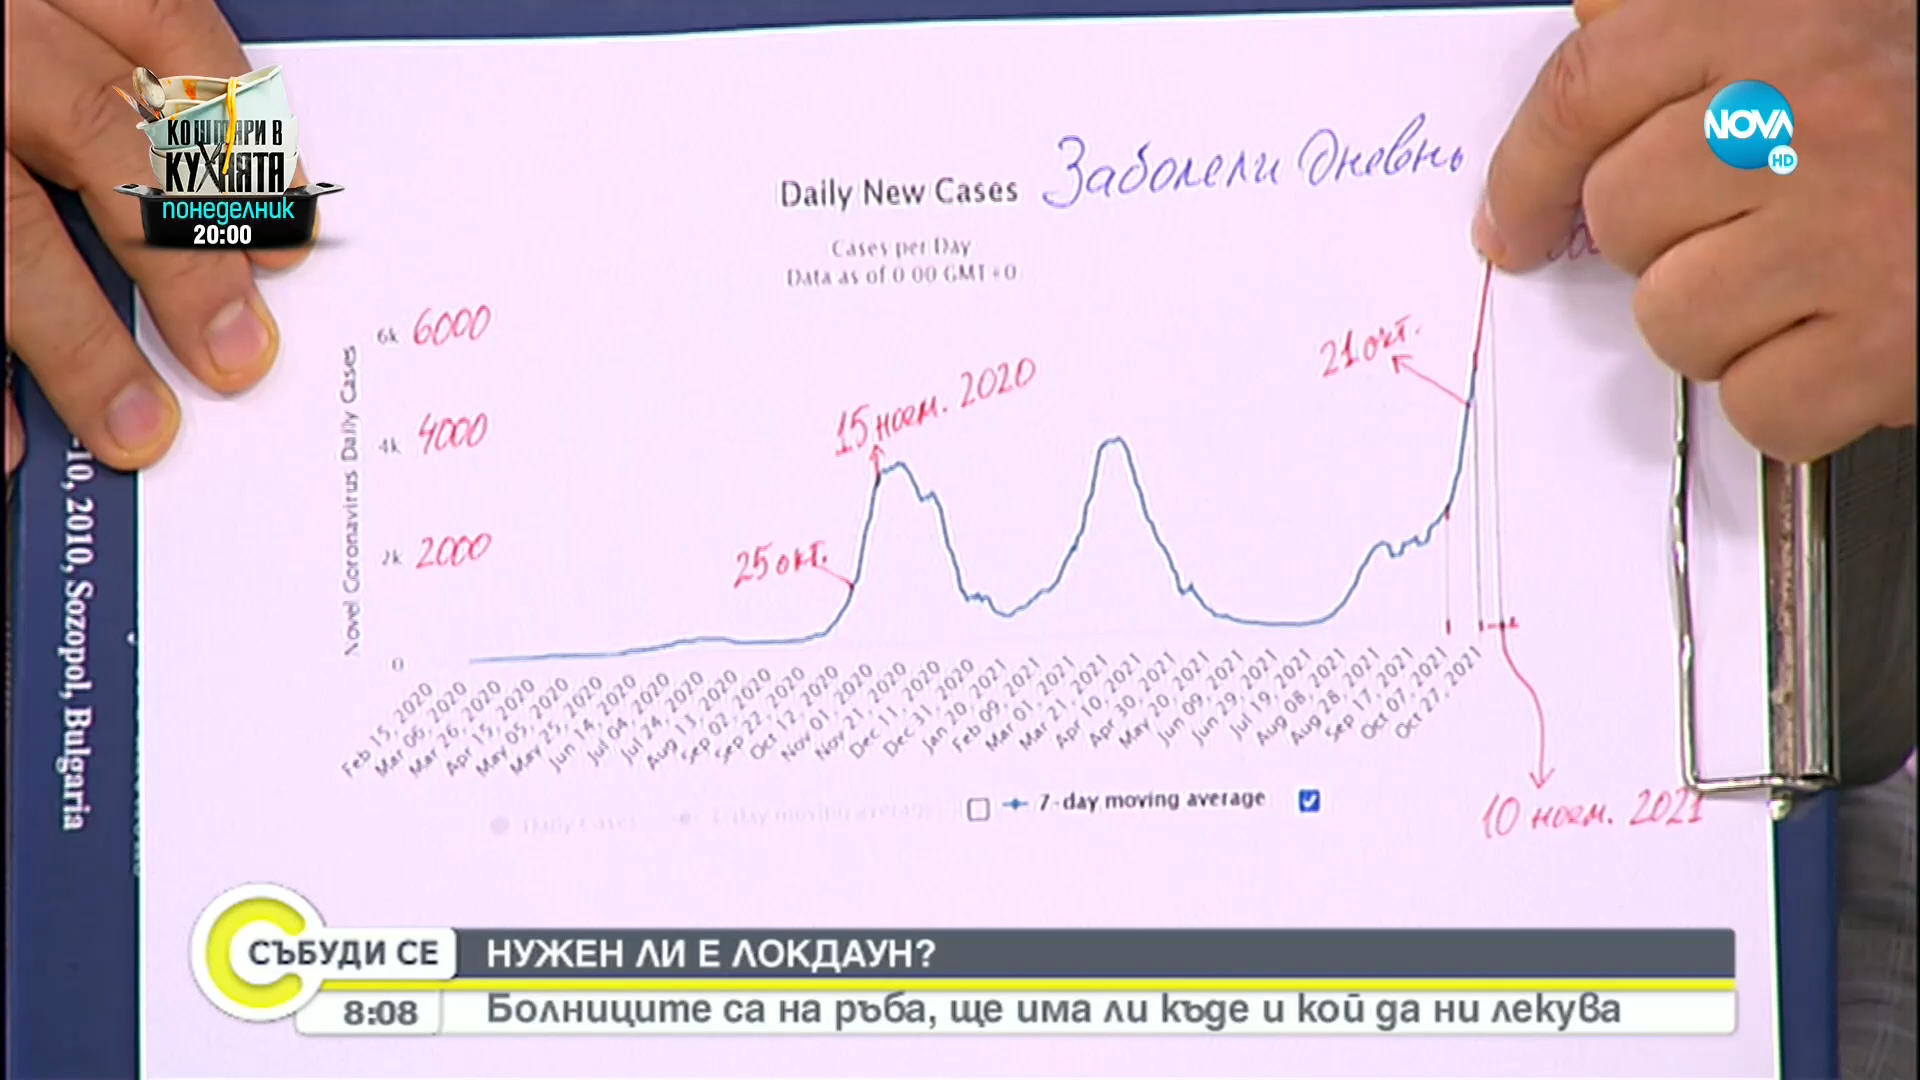 КОШМАРИ В
КУХНЯТА
понеделник
20:00
NOVA
HD
Daily New Cases
Заболели дневнь
Cases per Day
Data as of 0:00 GMT+0
Novel Coronavirus Daily Cases
6k 6000
4k 4000
2k 2000
0
25 окт.
15 ноем. 2020
21 окт.
Feb 15, 2020
Mar 06, 2020
Mar 26, 2020
Apr 15, 2020
May 05, 2020
May 25, 2020
Jun 14, 2020
Jul 04, 2020
Jul 24, 2020
Aug 13, 2020
Sep 02, 2020
Sep 22, 2020
Oct 12, 2020
Nov 01, 2020
Nov 21, 2020
Dec 11, 2020
Dec 31, 2020
Jan 20, 2021
Feb 09, 2021
Mar 01, 2021
Mar 21, 2021
Apr 10, 2021
Apr 30, 2021
May 20, 2021
Jun 09, 2021
Jun 29, 2021
Jul 19, 2021
Aug 08, 2021
Aug 28, 2021
Sep 17, 2021
Oct 07, 2021
Oct 27, 2021
Daily Cases
7-day moving average
10 ноем. 2021
10, 2010, Sozopol, Bulgaria
СЪБУДИ СЕ
НУЖЕН ЛИ Е ЛОКДАУН?
8:08
Болниците са на ръба, ще има ли къде и кой да ни лекува